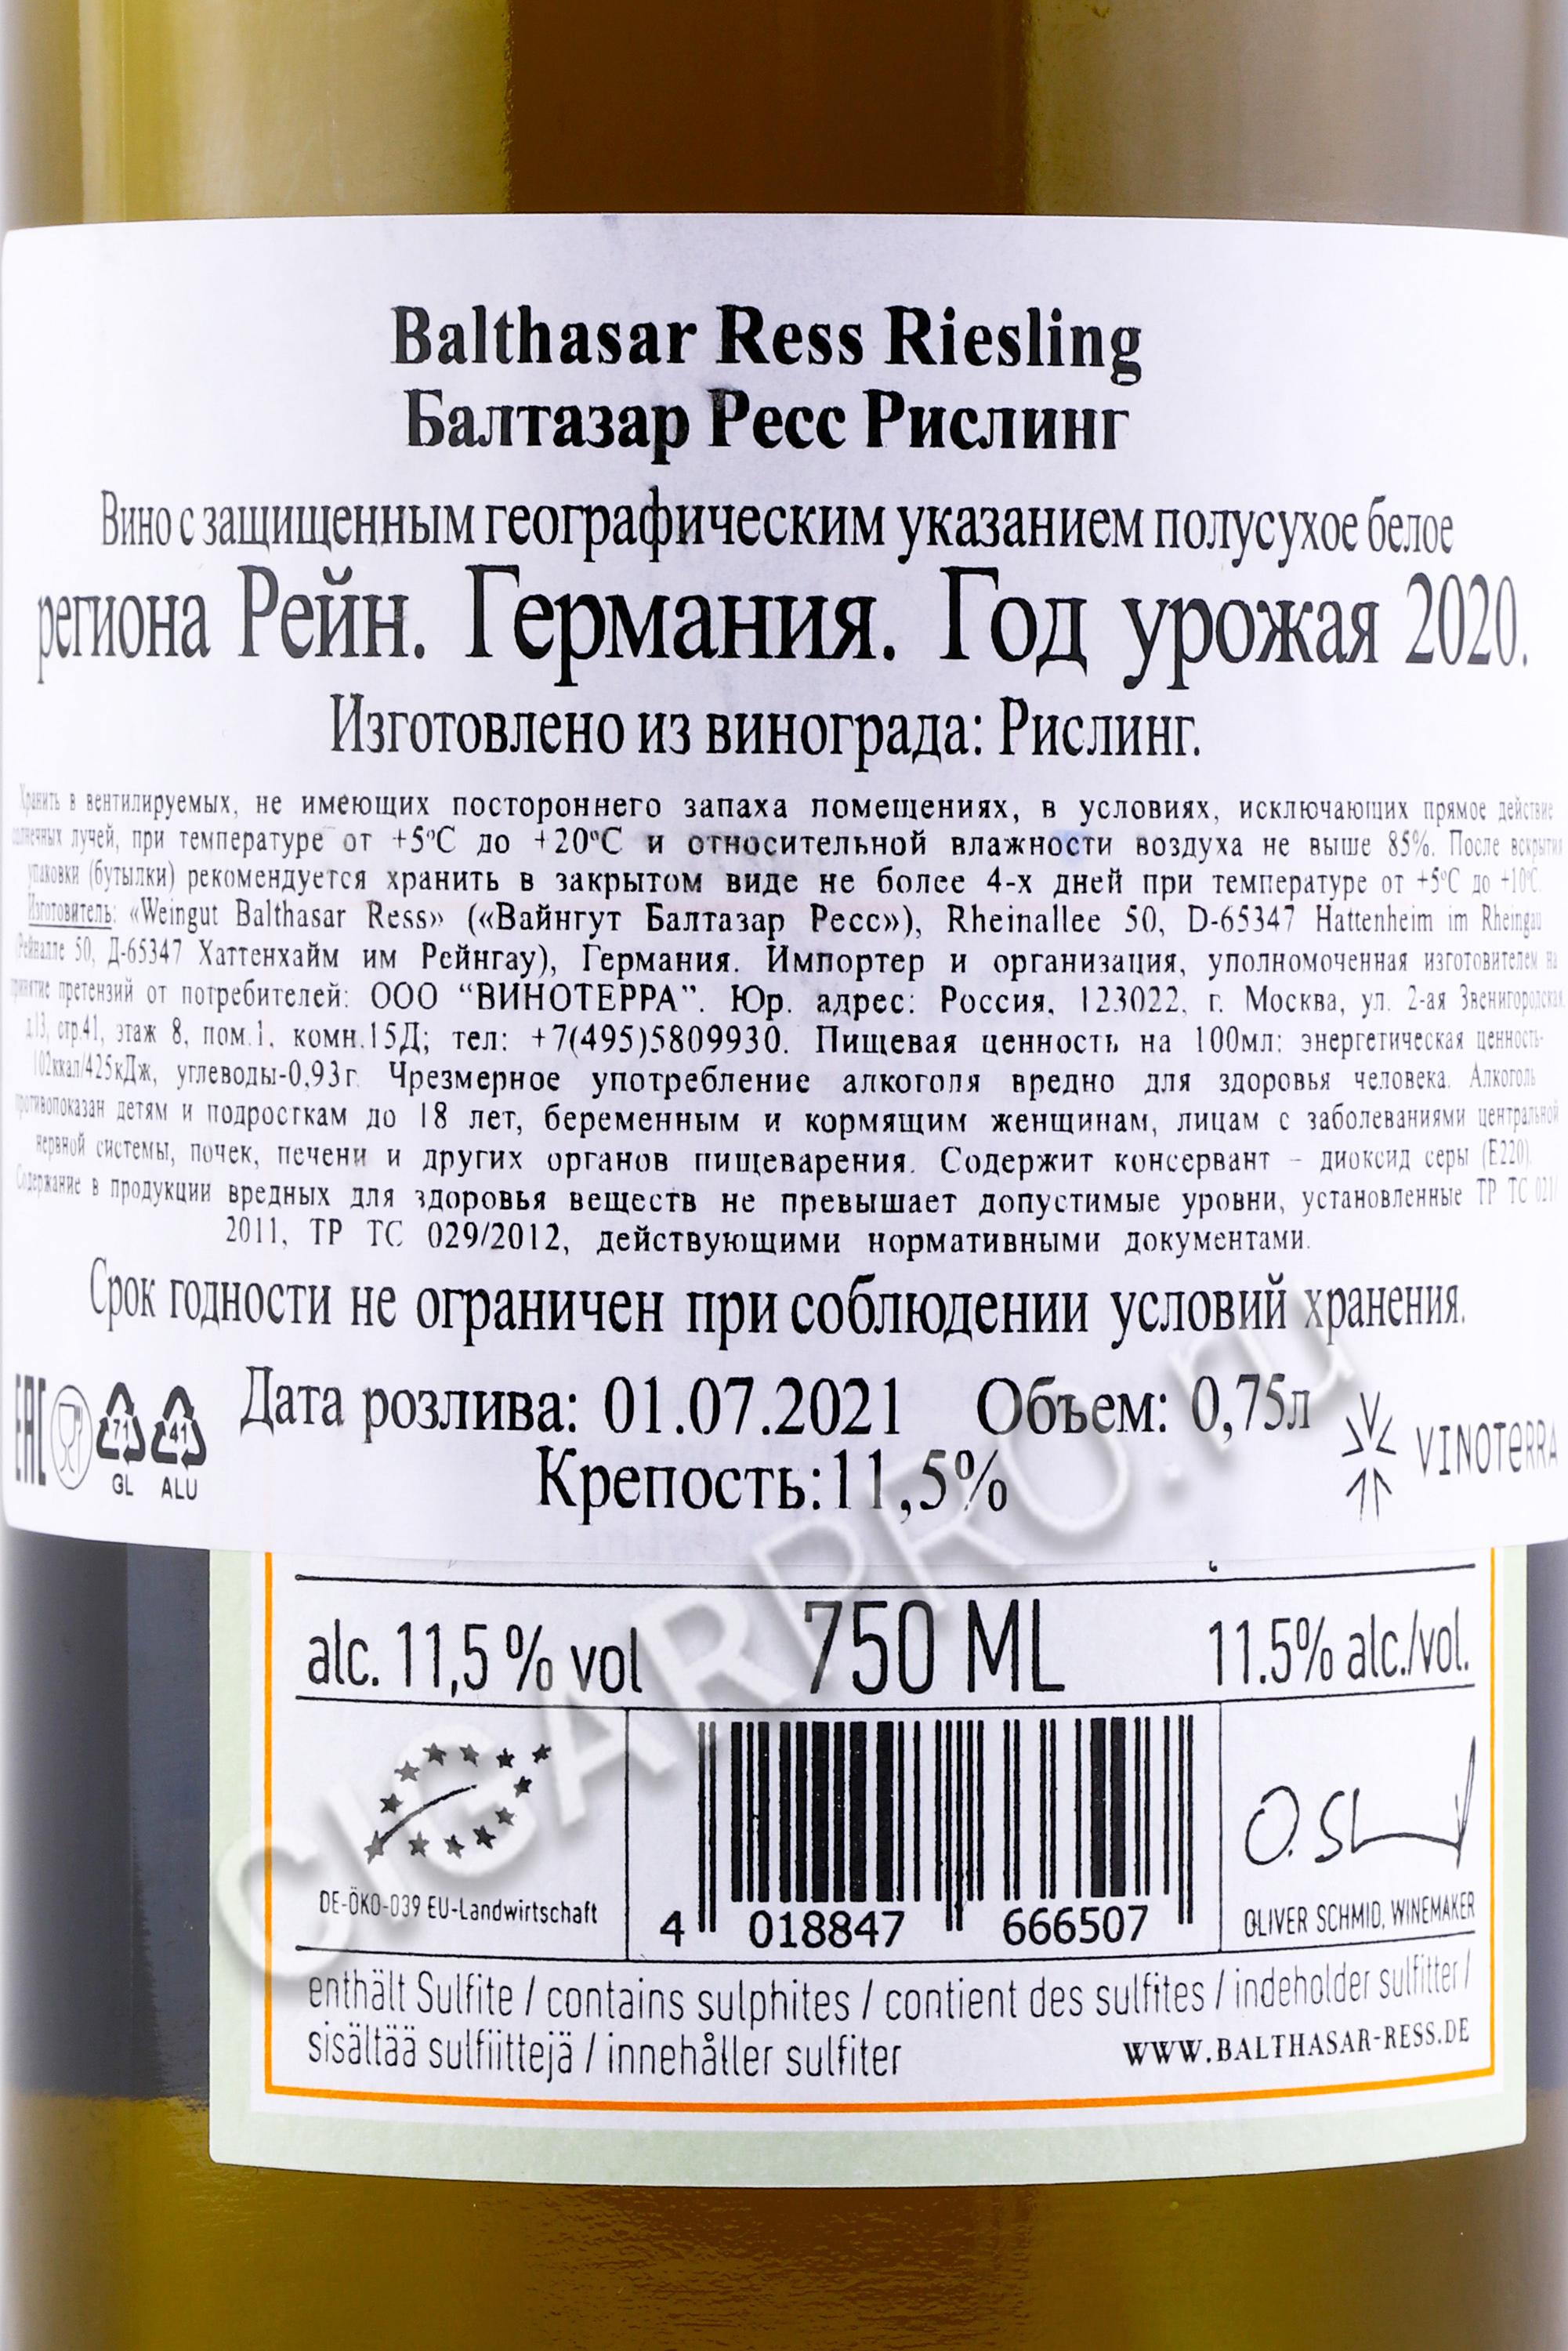 Balthasar Ress Riesling
Балтазар Ресс Рислинг
Вино с защищенным географическим указанием полусухое белое
региона Рейн. Германия. Год урожая 2020.
Изготовлено из винограда: Рислинг.
Хранить в вентилируемых, не имеющих постороннего запаха помещениях, в условиях, исключающих прямое действие
солнечных лучей, при температуре от +5°С до +20°С и относительной влажности воздуха не выше 85%. После вскрытия
упаковки (бутылки) рекомендуется хранить в закрытом виде не более 4-х дней при температуре от +5°С до +10°С.
Изготовитель: «Weingut Balthasar Ress» («Вайнгут Балтазар Ресс»), Rheinallee 50, D-65347 Hattenheim im Rheingau
(Рейналле 50, Д-65347 Хаттенхайм им Рейнгау), Германия. Импортер и организация, уполномоченная изготовителем на
принятие претензий от потребителей: ООО “ВИНОТЕРРА”. Юр. адрес: Россия, 123022, г. Москва, ул. 2-ая Звенигородская,
д.13, стр.41, этаж 8, пом.1, комн.15Д; тел: +7(495)5809930. Пищевая ценность на 100мл: энергетическая ценность-
102ккал/425кДж, углеводы-0,93г. Чрезмерное употребление алкоголя вредно для здоровья человека. Алкоголь
противопоказан детям и подросткам до 18 лет, беременным и кормящим женщинам, лицам с заболеваниями центральной
нервной системы, почек, печени и других органов пищеварения. Содержит консервант – диоксид серы (Е220).
Содержание в продукции вредных для здоровья веществ не превышает допустимые уровни, установленные ТР ТС 021/
2011, ТР ТС 029/2012, действующими нормативными документами.
Срок годности не ограничен при соблюдении условий хранения.
Дата розлива: 01.07.2021 Объем: 0,75л
Крепость:11,5%
EAC
71
GL
41
ALU
VINOTERRA
alc. 11,5 % vol 750 ML 11.5% alc./vol.
DE-ÖKO-039 EU-Landwirtschaft
4 018847 666507
O. Sch
OLIVER SCHMID, WINEMAKER
enthält Sulfite / contains sulphites / contient des sulfites / indeholder sulfitter /
sisältää sulfiittejä / innehåller sulfiter
WWW.BALTHASAR-RESS.DE
CIGARPRO.ru